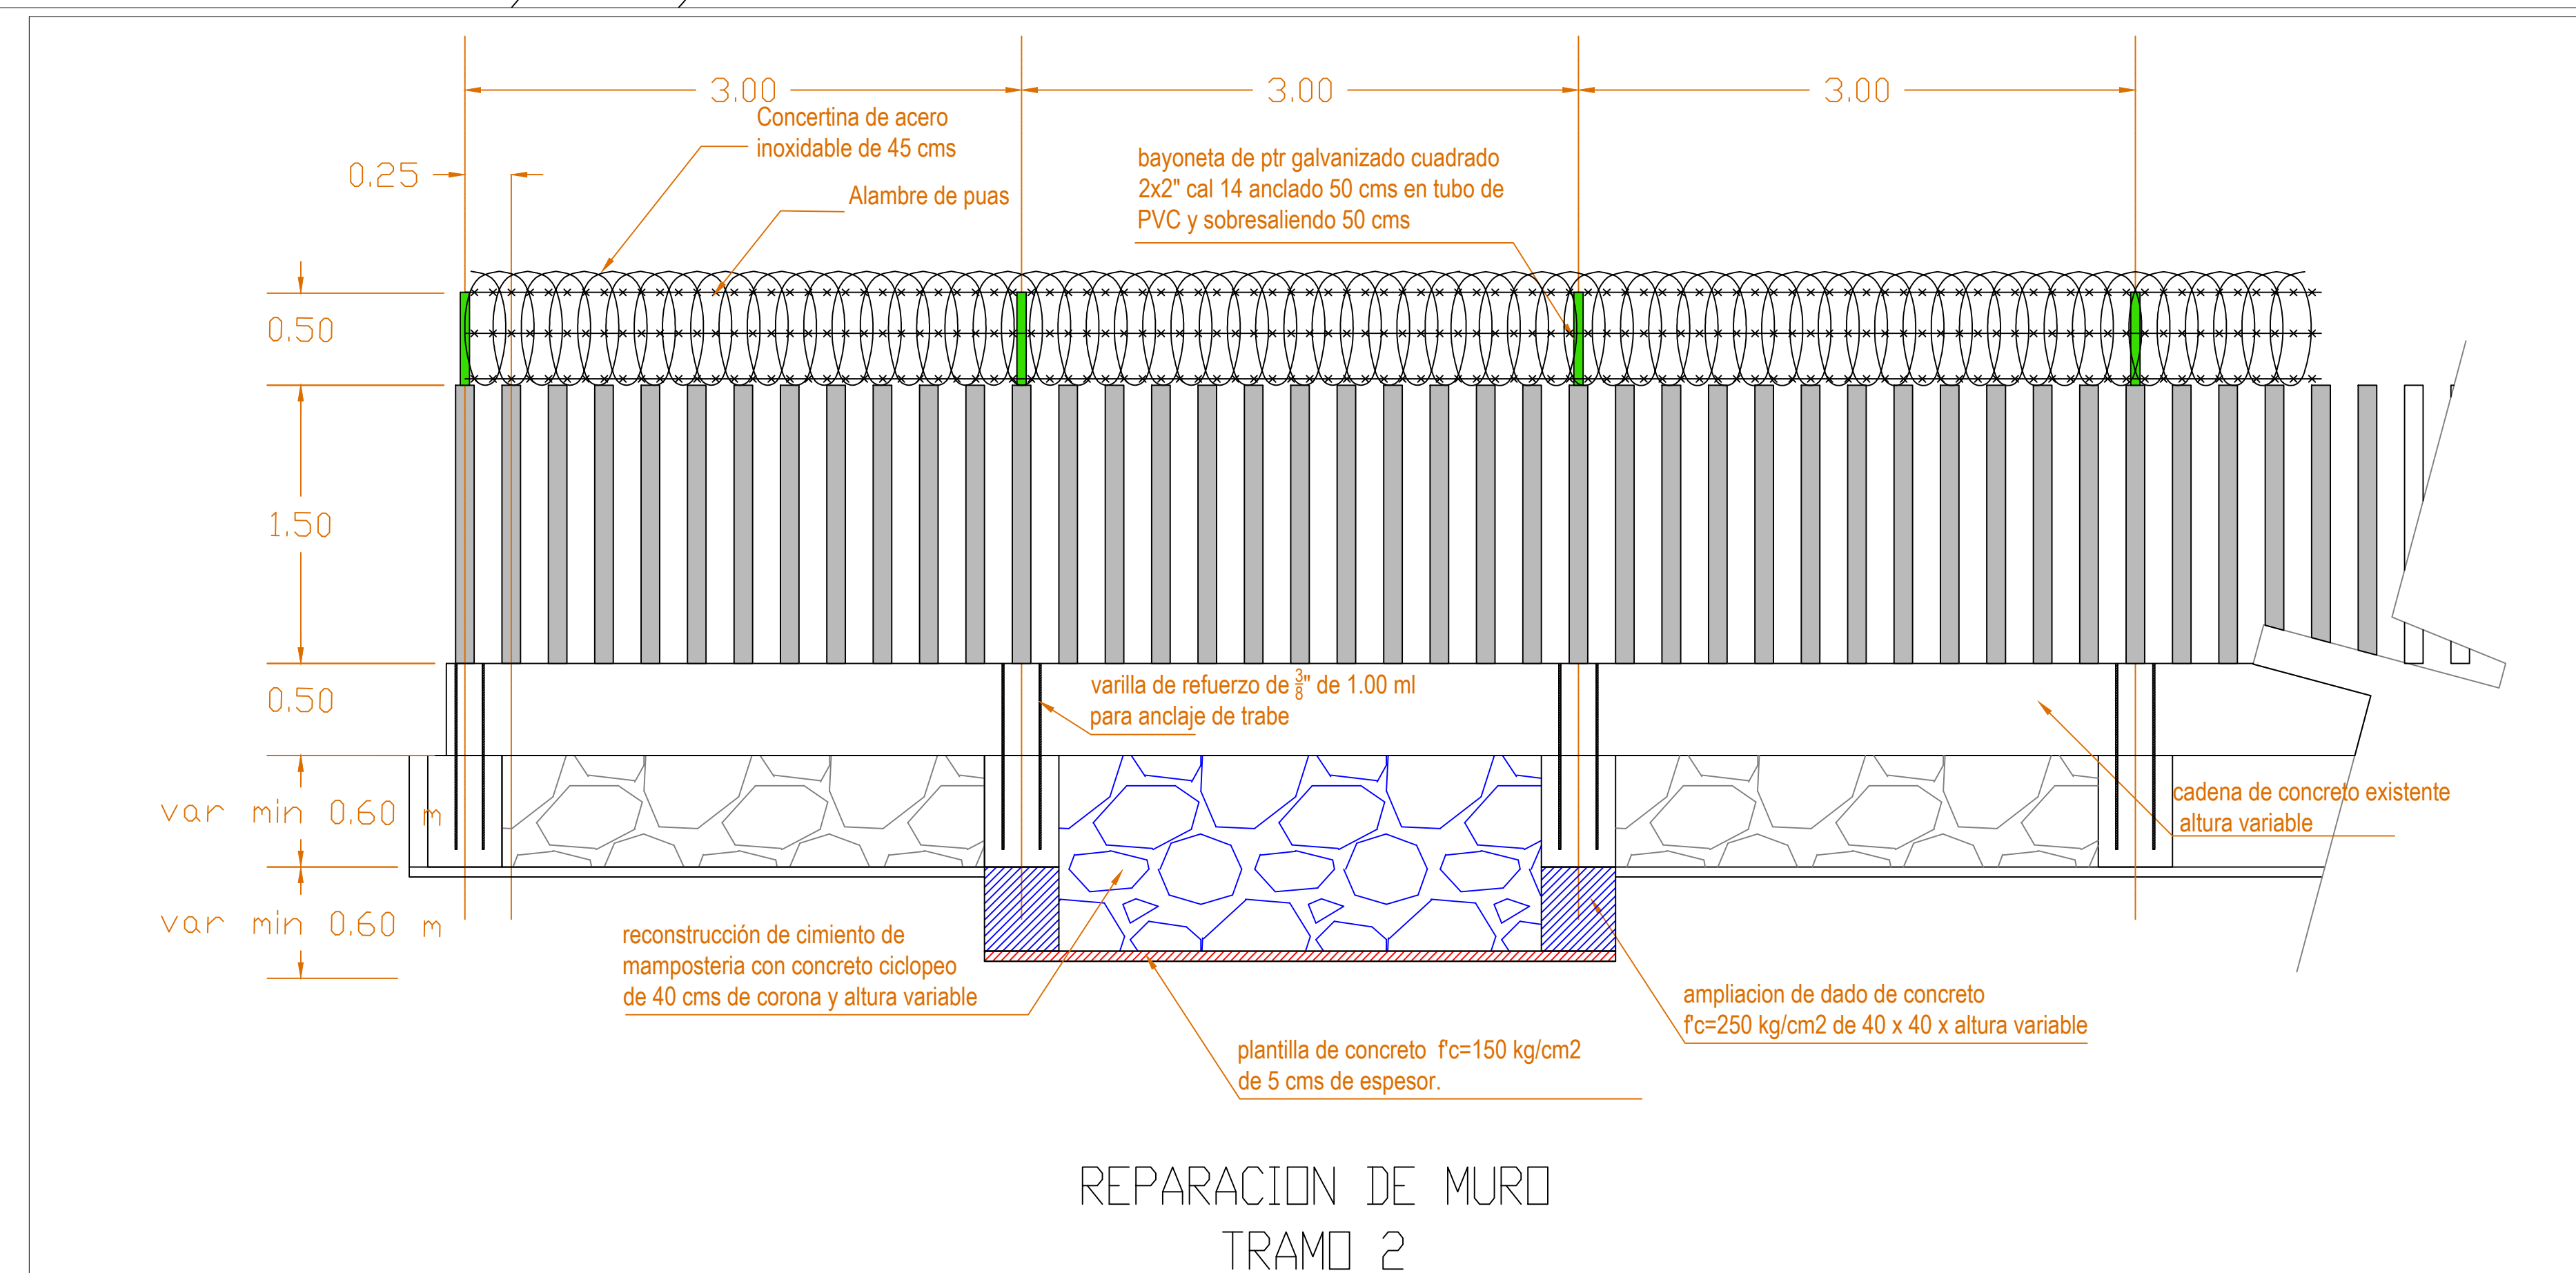 3.00
3.00
3.00
Concertina de acero
inoxidable de 45 cms
0.25
Alambre de puas
bayoneta de ptr galvanizado cuadrado
2x2" cal 14 anclado 50 cms en tubo de
PVC y sobresaliendo 50 cms
0.50
1.50
0.50
varilla de refuerzo de 3/8" de 1.00 ml
para anclaje de trabe
var min 0.60 m
cadena de concreto existente
altura variable
var min 0.60 m
reconstrucción de cimiento de
mamposteria con concreto ciclopeo
de 40 cms de corona y altura variable
ampliacion de dado de concreto
f'c=250 kg/cm2 de 40 x 40 x altura variable
plantilla de concreto f'c=150 kg/cm2
de 5 cms de espesor.
REPARACION DE MURO
TRAMO 2